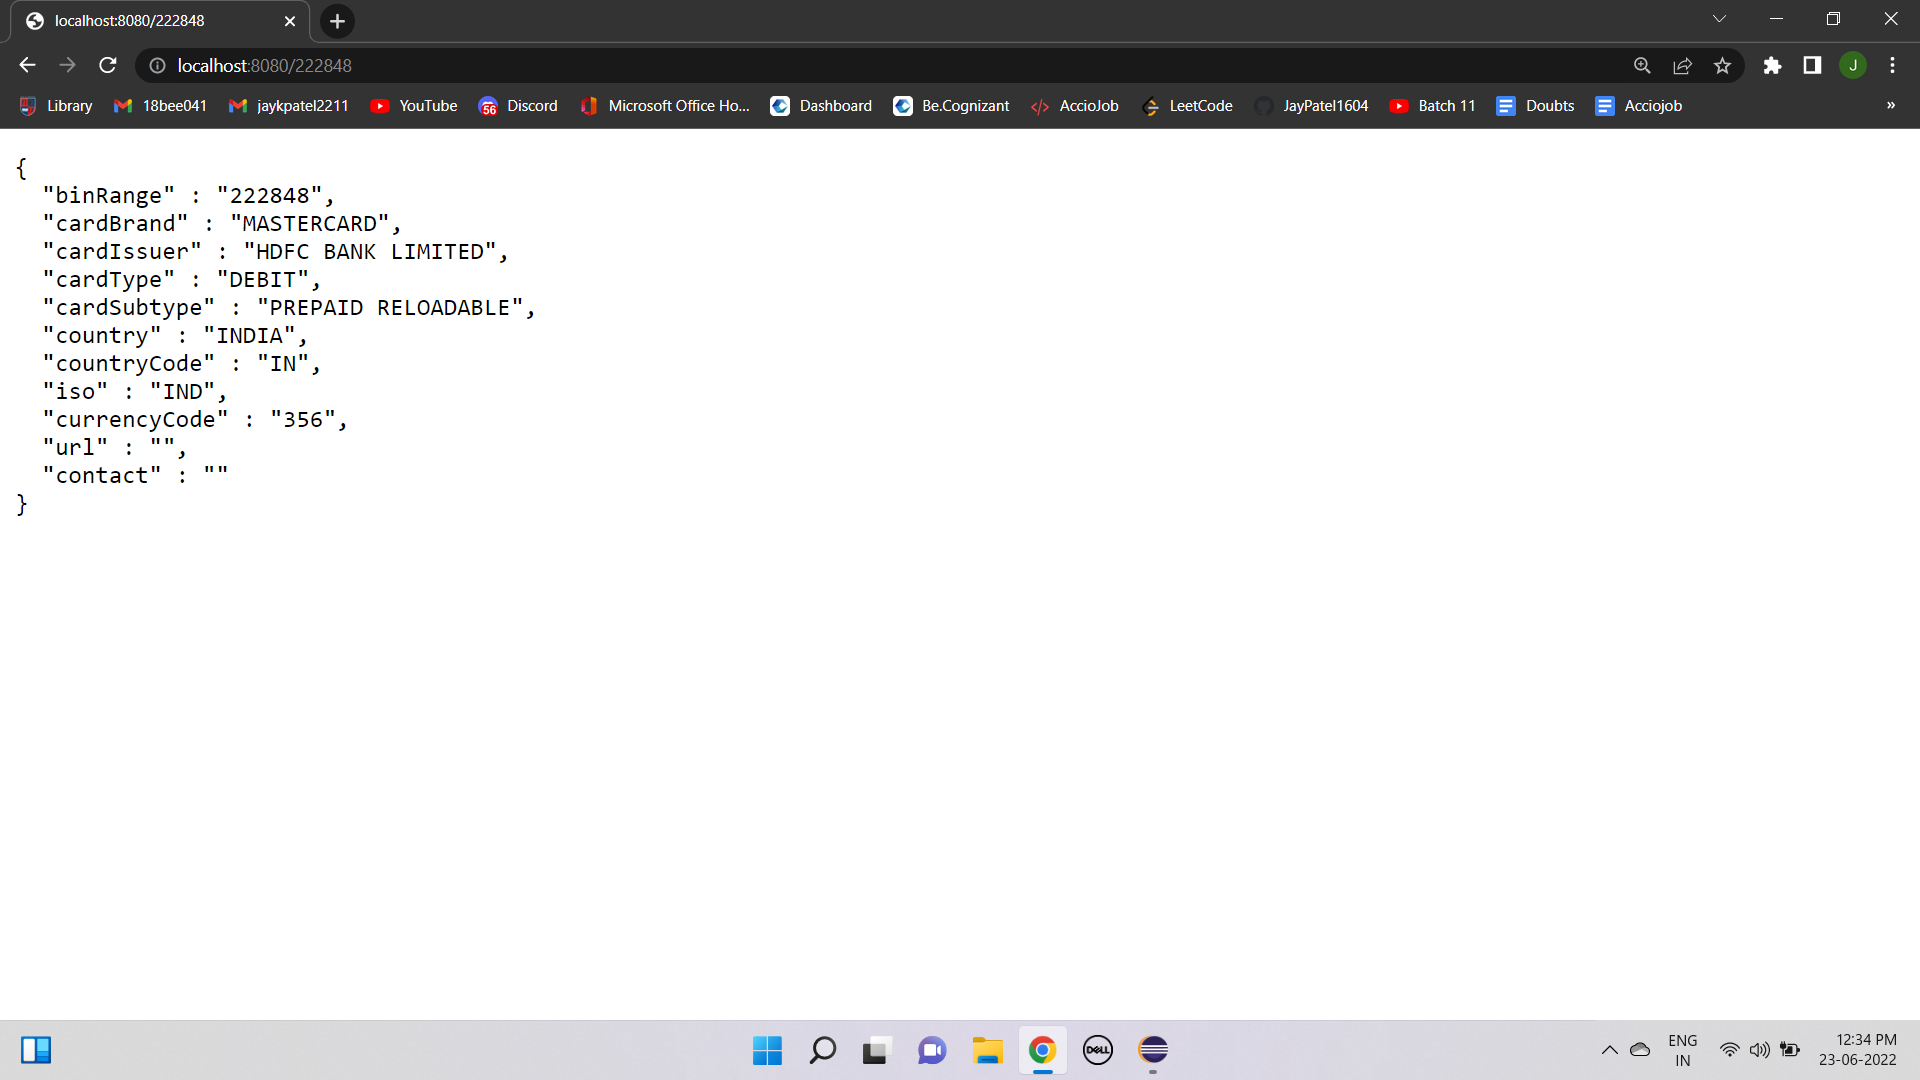 localhost:8080/222848
localhost:8080/222848
J
Library 18bee041 jaykpatel2211 YouTube 56 Discord Microsoft Office Ho... Dashboard Be.Cognizant AccioJob LeetCode JayPatel1604 Batch 11 Doubts Acciojob »
{
"binRange" : "222848",
"cardBrand" : "MASTERCARD",
"cardIssuer" : "HDFC BANK LIMITED",
"cardType" : "DEBIT",
"cardSubtype" : "PREPAID RELOADABLE",
"country" : "INDIA",
"countryCode" : "IN",
"iso" : "IND",
"currencyCode" : "356",
"url" : "",
"contact" : ""
}
DELL
ENG
IN
12:34 PM
23-06-2022